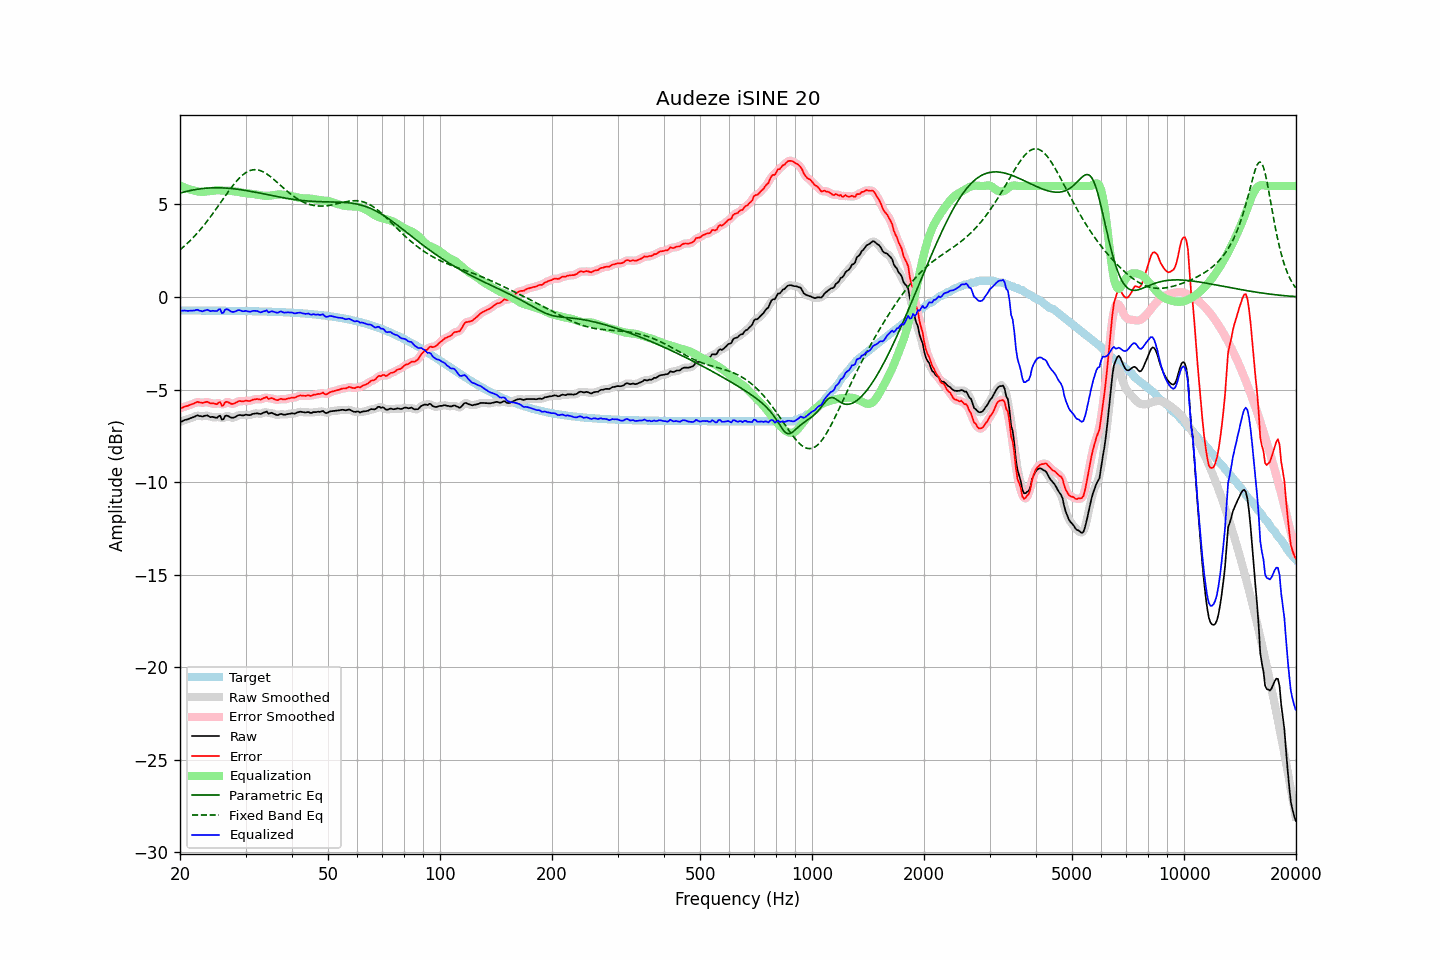 Audeze iSINE 20
Amplitude (dBr)
5
0
−5
−10
−15
−20
−25
−30
Target
Raw Smoothed
Error Smoothed
Raw
Error
Equalization
Parametric Eq
Fixed Band Eq
Equalized
20 50 100 200 500 1000 2000 5000 10000 20000
Frequency (Hz)